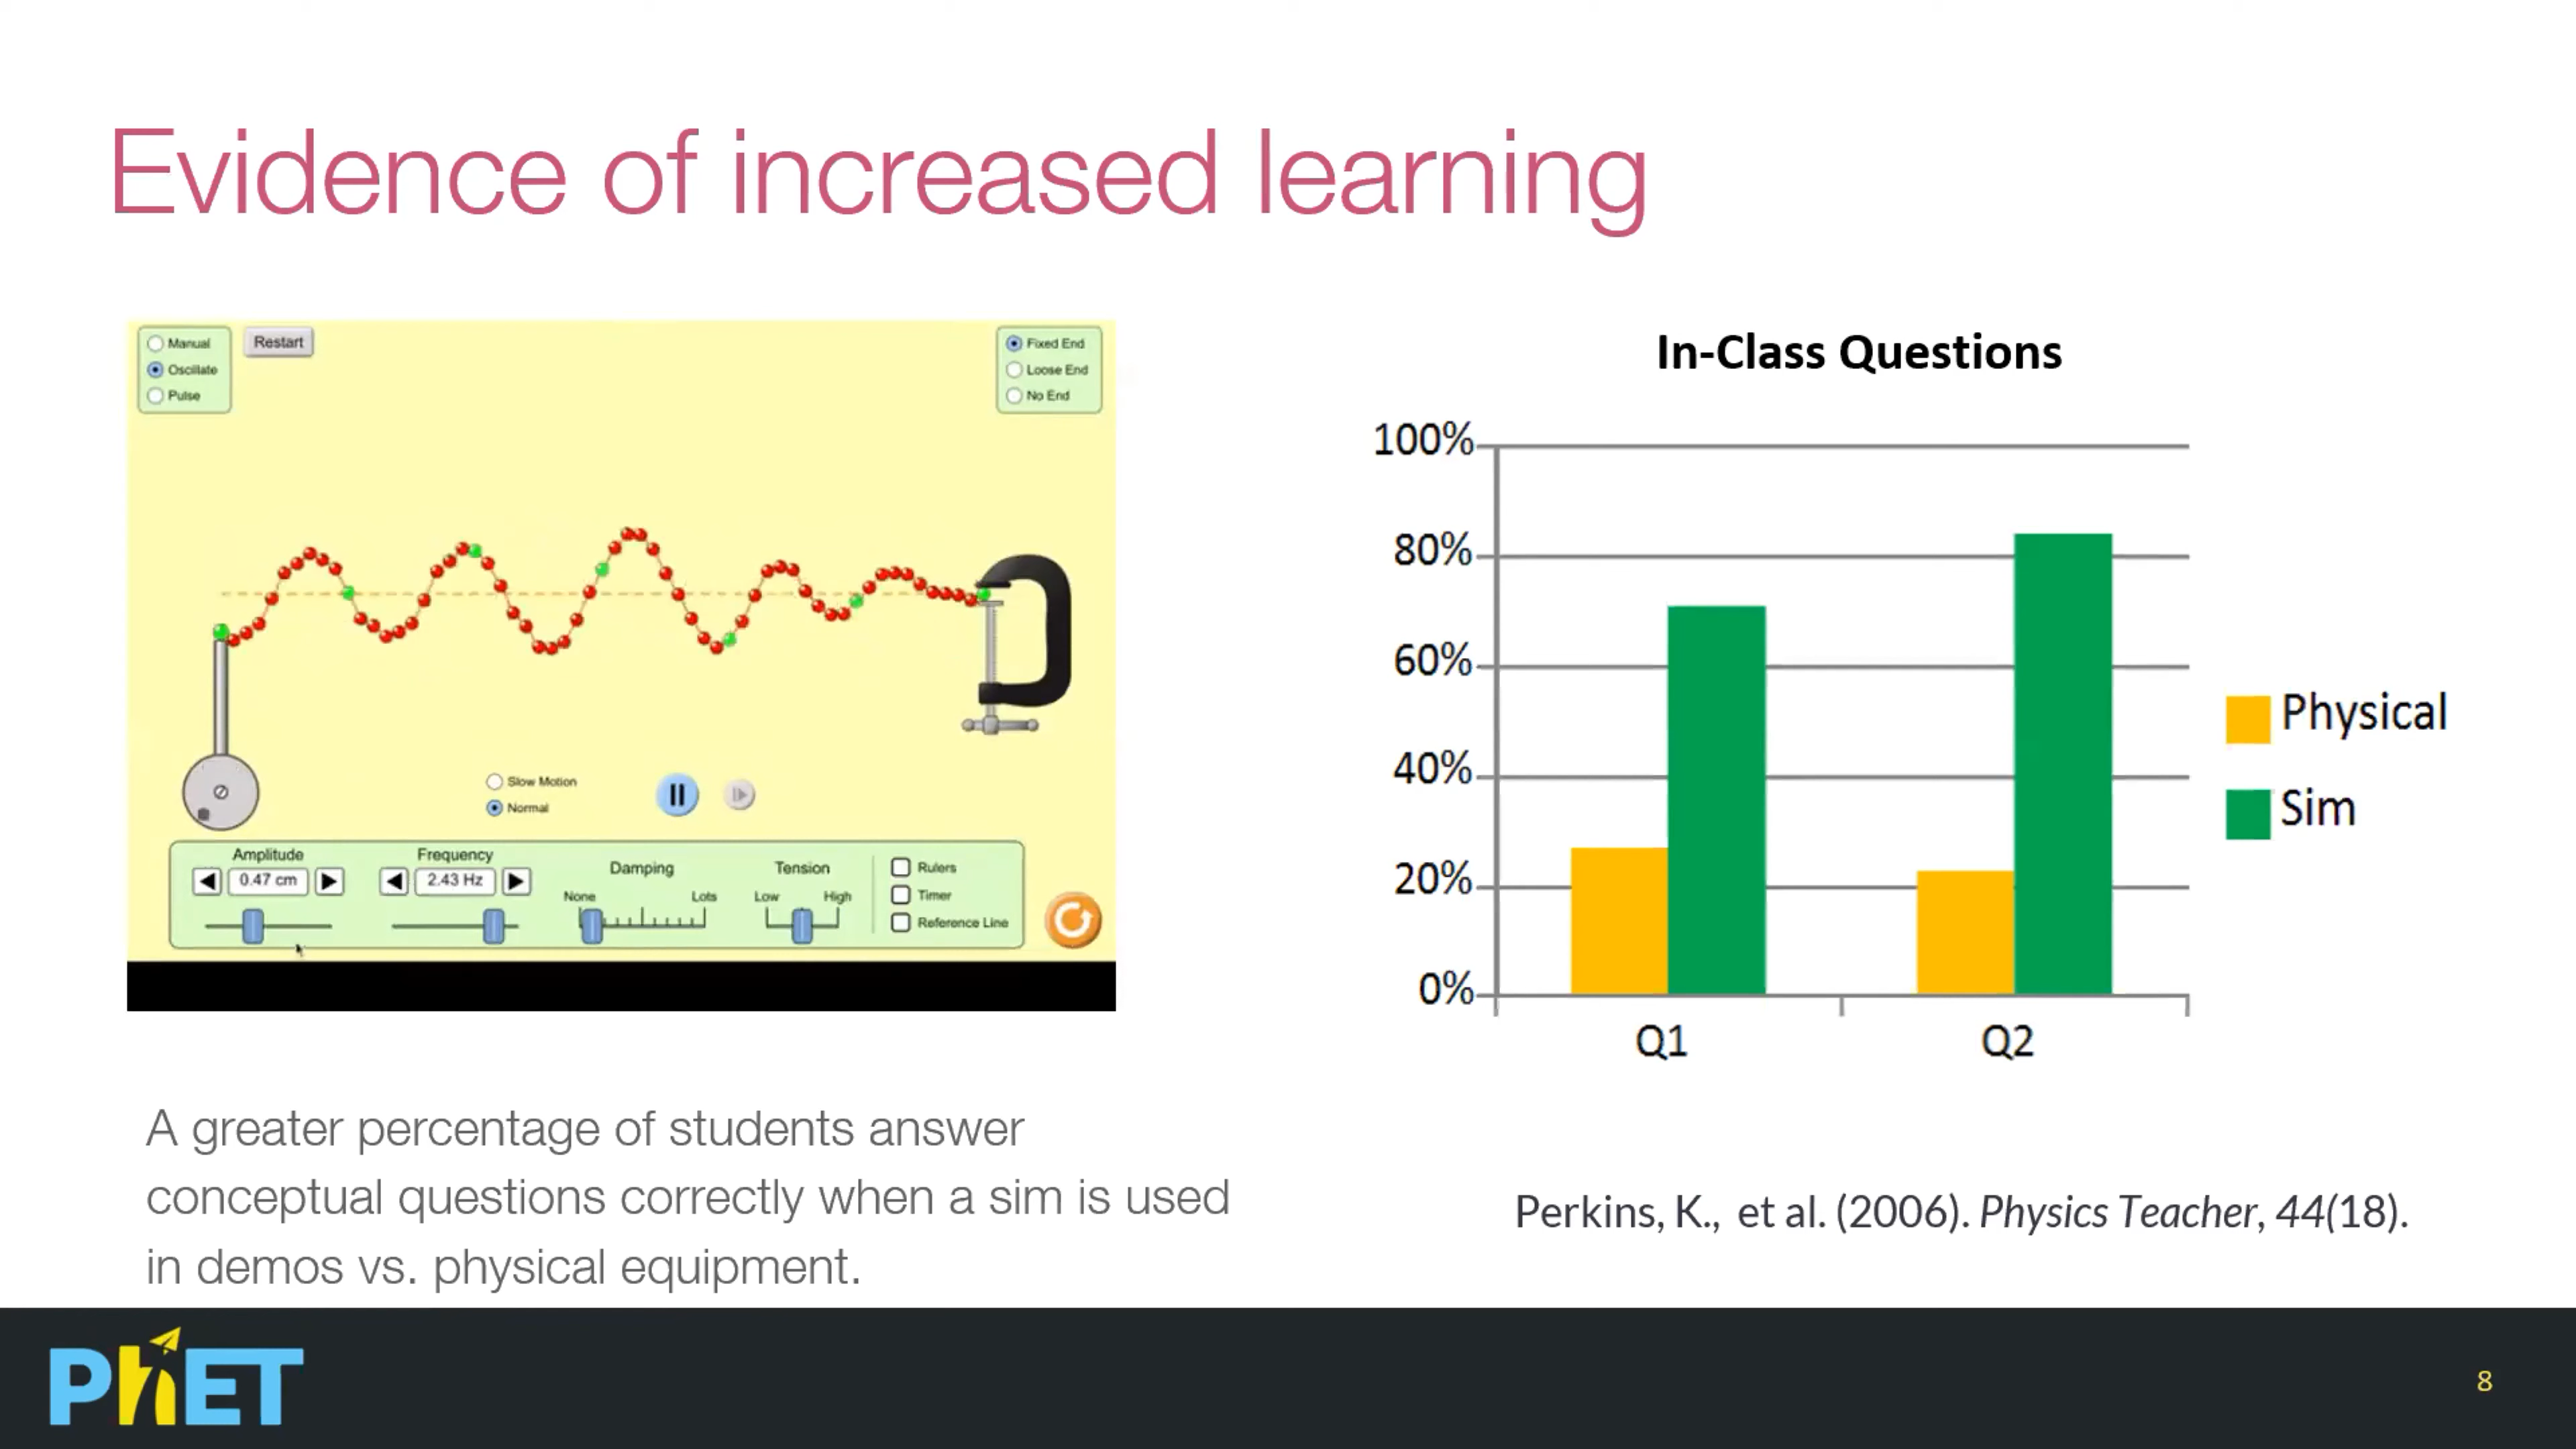 Evidence of increased learning
Manual
Oscillate
Pulse
Restart
Fixed End
Loose End
No End
Slow Motion
Normal
Amplitude
0.47 cm
Frequency
2.43 Hz
Damping
None
Lots
Tension
Low
High
Rulers
Timer
Reference Line
In-Class Questions
100%
80%
60%
40%
20%
0%
Q1
Q2
Physical
Sim
A greater percentage of students answer
conceptual questions correctly when a sim is used
in demos vs. physical equipment.
Perkins, K., et al. (2006). Physics Teacher, 44(18).
PhET
8